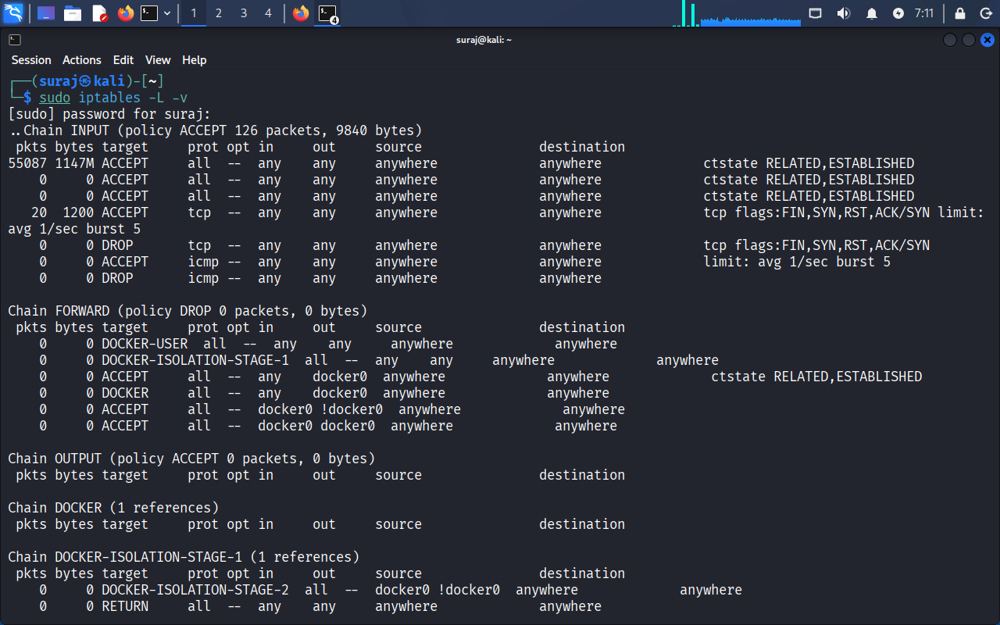 1 2 3 4 4 7:11
suraj@kali: ~
Session Actions Edit View Help
┌──(suraj㉿kali)-[~]
└─$ sudo iptables -L -v
[sudo] password for suraj:
..Chain INPUT (policy ACCEPT 126 packets, 9840 bytes)
 pkts bytes target     prot opt in     out     source               destination
55087 1147M ACCEPT     all  --  any    any     anywhere             anywhere             ctstate RELATED,ESTABLISHED
    0     0 ACCEPT     all  --  any    any     anywhere             anywhere             ctstate RELATED,ESTABLISHED
    0     0 ACCEPT     all  --  any    any     anywhere             anywhere             ctstate RELATED,ESTABLISHED
   20  1200 ACCEPT     tcp  --  any    any     anywhere             anywhere             tcp flags:FIN,SYN,RST,ACK/SYN limit:
avg 1/sec burst 5
    0     0 DROP       tcp  --  any    any     anywhere             anywhere             tcp flags:FIN,SYN,RST,ACK/SYN
    0     0 ACCEPT     icmp --  any    any     anywhere             anywhere             limit: avg 1/sec burst 5
    0     0 DROP       icmp --  any    any     anywhere             anywhere
Chain FORWARD (policy DROP 0 packets, 0 bytes)
 pkts bytes target     prot opt in     out     source               destination
    0     0 DOCKER-USER  all  --  any    any     anywhere             anywhere
    0     0 DOCKER-ISOLATION-STAGE-1  all  --  any    any     anywhere             anywhere
    0     0 ACCEPT     all  --  any    docker0  anywhere             anywhere             ctstate RELATED,ESTABLISHED
    0     0 DOCKER     all  --  any    docker0  anywhere             anywhere
    0     0 ACCEPT     all  --  docker0 !docker0  anywhere             anywhere
    0     0 ACCEPT     all  --  docker0 docker0  anywhere             anywhere
Chain OUTPUT (policy ACCEPT 0 packets, 0 bytes)
 pkts bytes target     prot opt in     out     source               destination
Chain DOCKER (1 references)
 pkts bytes target     prot opt in     out     source               destination
Chain DOCKER-ISOLATION-STAGE-1 (1 references)
 pkts bytes target     prot opt in     out     source               destination
    0     0 DOCKER-ISOLATION-STAGE-2  all  --  docker0 !docker0  anywhere             anywhere
    0     0 RETURN     all  --  any    any     anywhere             anywhere